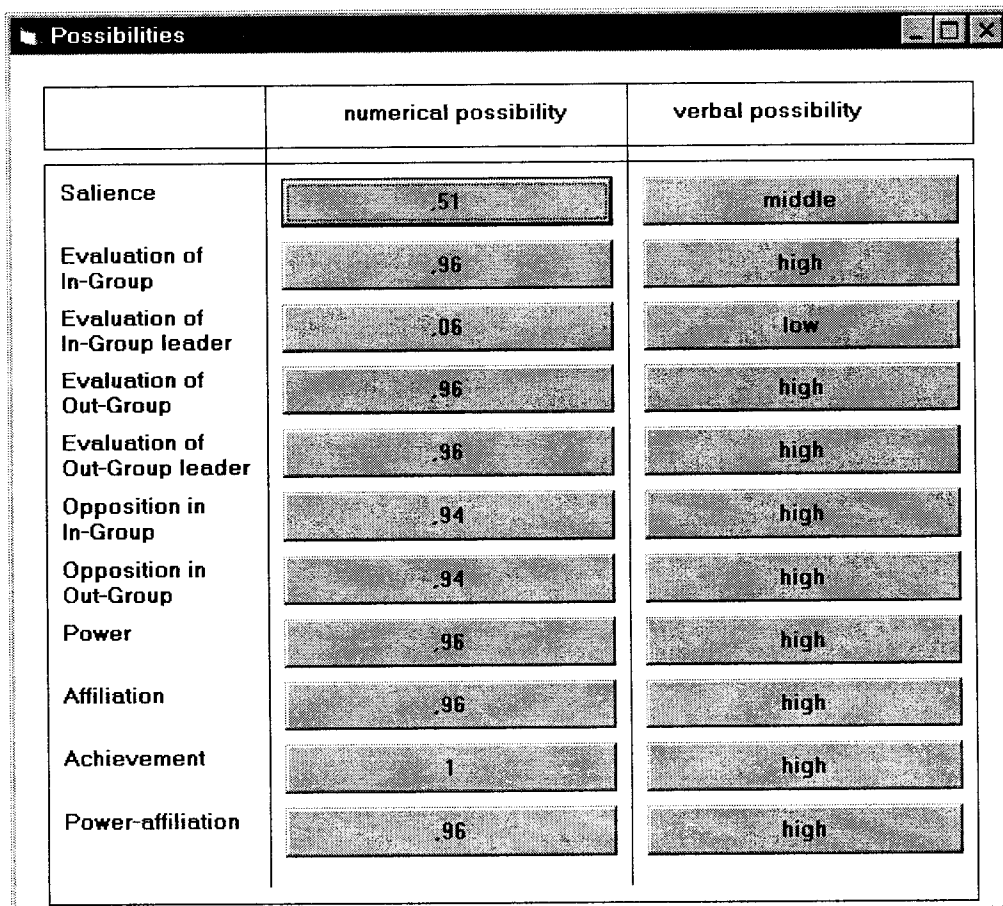 Possibilities
numerical possibility verbal possibility
Salience .51 middle
Evaluation of
In-Group .96 high
Evaluation of
In-Group leader .06 low
Evaluation of
Out-Group .96 high
Evaluation of
Out-Group leader .96 high
Opposition in
In-Group .94 high
Opposition in
Out-Group .94 high
Power .96 high
Affiliation .96 high
Achievement 1 high
Power-affiliation .96 high